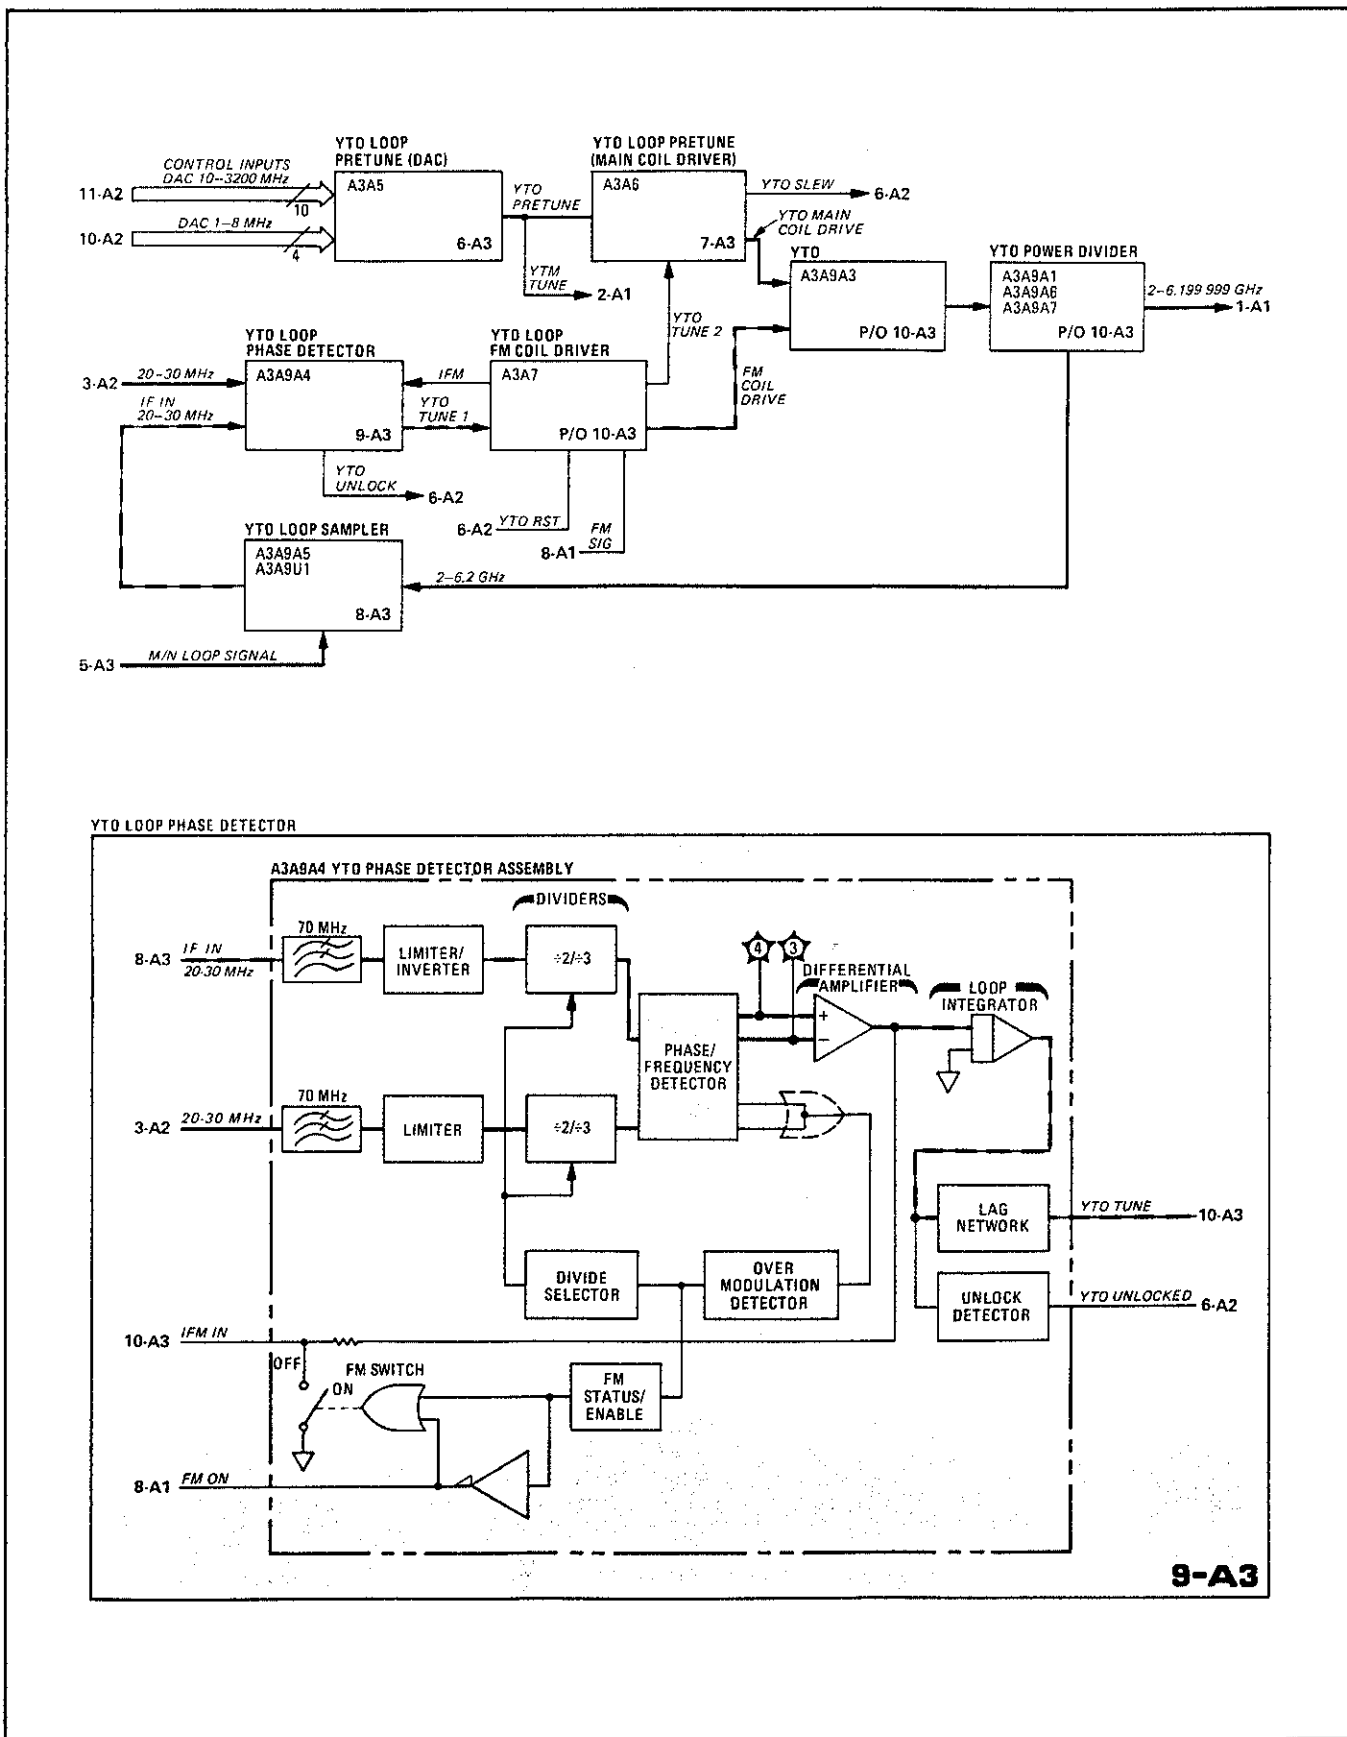 YTO LOOP
PRETUNE (DAC)
YTO LOOP PRETUNE
(MAIN COIL DRIVER)
CONTROL INPUTS
DAC 10--3200 MHz
11-A2
10
A3A5
6-A3
YTO
PRETUNE
A3A6
7-A3
YTO SLEW
6-A2
YTO MAIN
COIL DRIVE
DAC 1-8 MHz
10-A2
4
YTM
TUNE
2-A1
YTO
A3A9A3
P/O 10-A3
YTO POWER DIVIDER
A3A9A1
A3A9A6
A3A9A7
P/O 10-A3
2-6.199 999 GHz
1-A1
YTO LOOP
PHASE DETECTOR
A3A9A4
9-A3
YTO LOOP
FM COIL DRIVER
A3A7
P/O 10-A3
YTO
TUNE 2
FM
COIL
DRIVE
3-A2
20-30 MHz
IF IN
20-30 MHz
IFM
YTO
TUNE 1
YTO
UNLOCK
6-A2
6-A2
YTO RST
8-A1
FM
SIG
YTO LOOP SAMPLER
A3A9A5
A3A9U1
8-A3
2-6.2 GHz
5-A3
M/N LOOP SIGNAL
YTO LOOP PHASE DETECTOR
A3A9A4 YTO PHASE DETECTOR ASSEMBLY
DIVIDERS
8-A3
IF IN
20-30 MHz
70 MHz
LIMITER/
INVERTER
÷2/÷3
4
3
DIFFERENTIAL
AMPLIFIER
+
−
LOOP
INTEGRATOR
PHASE/
FREQUENCY
DETECTOR
3-A2
20-30 MHz
70 MHz
LIMITER
÷2/÷3
LAG
NETWORK
YTO TUNE
10-A3
DIVIDE
SELECTOR
OVER
MODULATION
DETECTOR
UNLOCK
DETECTOR
YTO UNLOCKED
6-A2
10-A3
IFM IN
OFF
ON
FM SWITCH
FM
STATUS/
ENABLE
8-A1
FM ON
9-A3